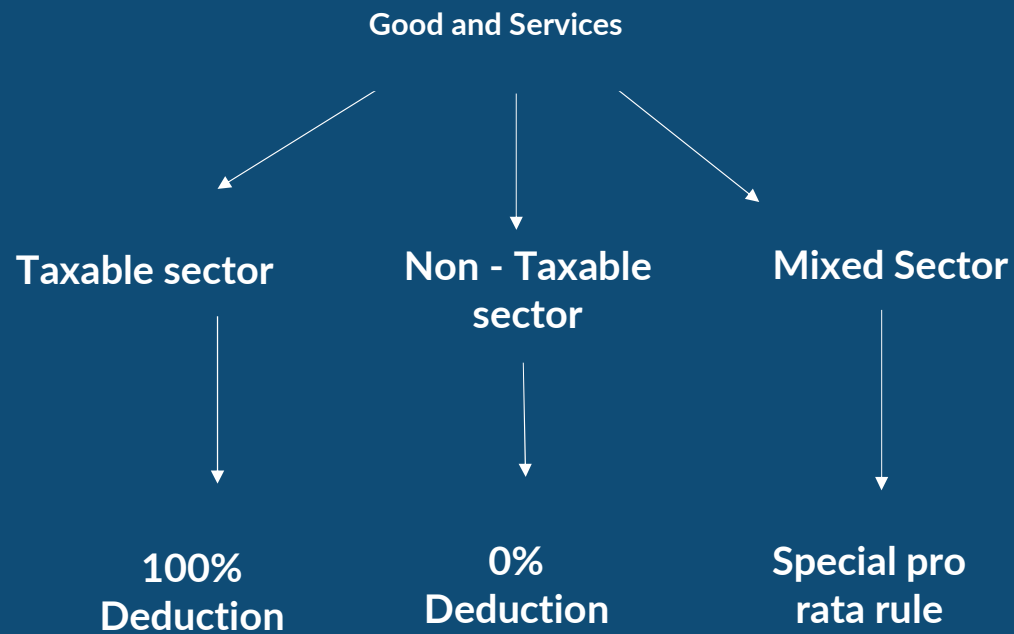 Good and Services
Taxable sector
Non - Taxable
sector
Mixed Sector
100%
Deduction
0%
Deduction
Special pro
rata rule